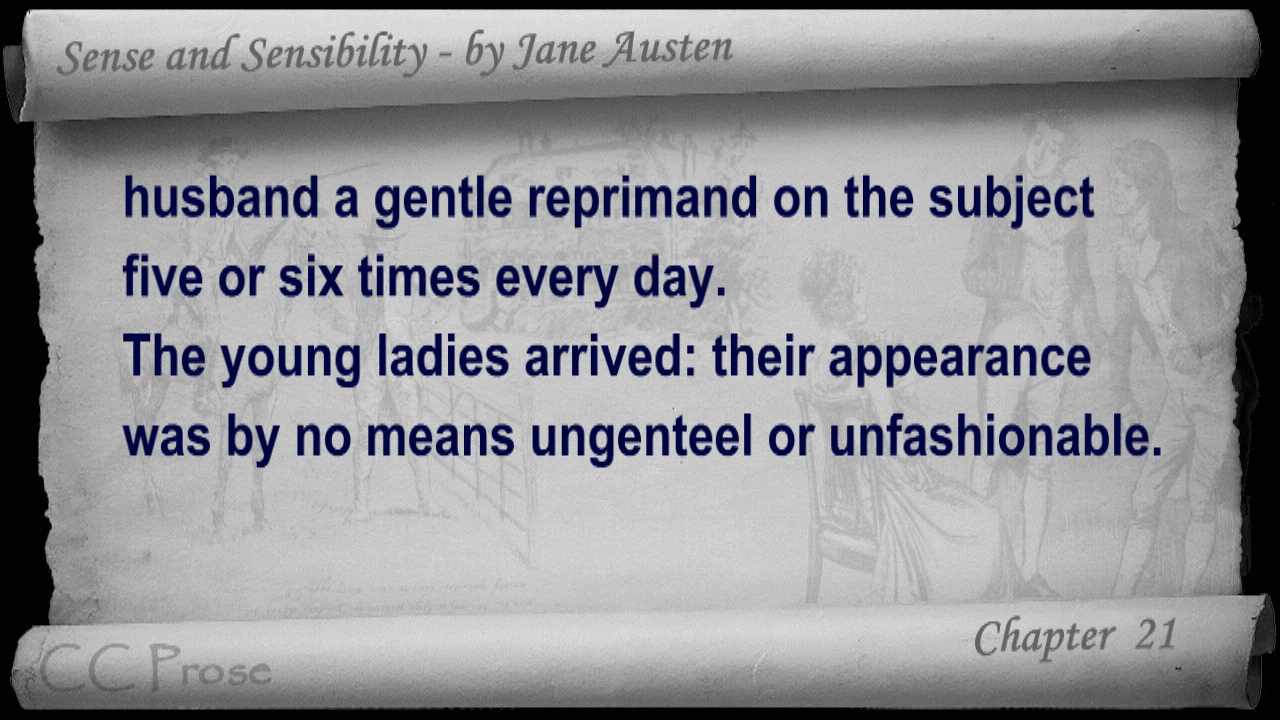 Sense and Sensibility - by Jane Austen
husband a gentle reprimand on the subject
five or six times every day.
The young ladies arrived: their appearance
was by no means ungenteel or unfashionable.
Chapter 21
CC Prose